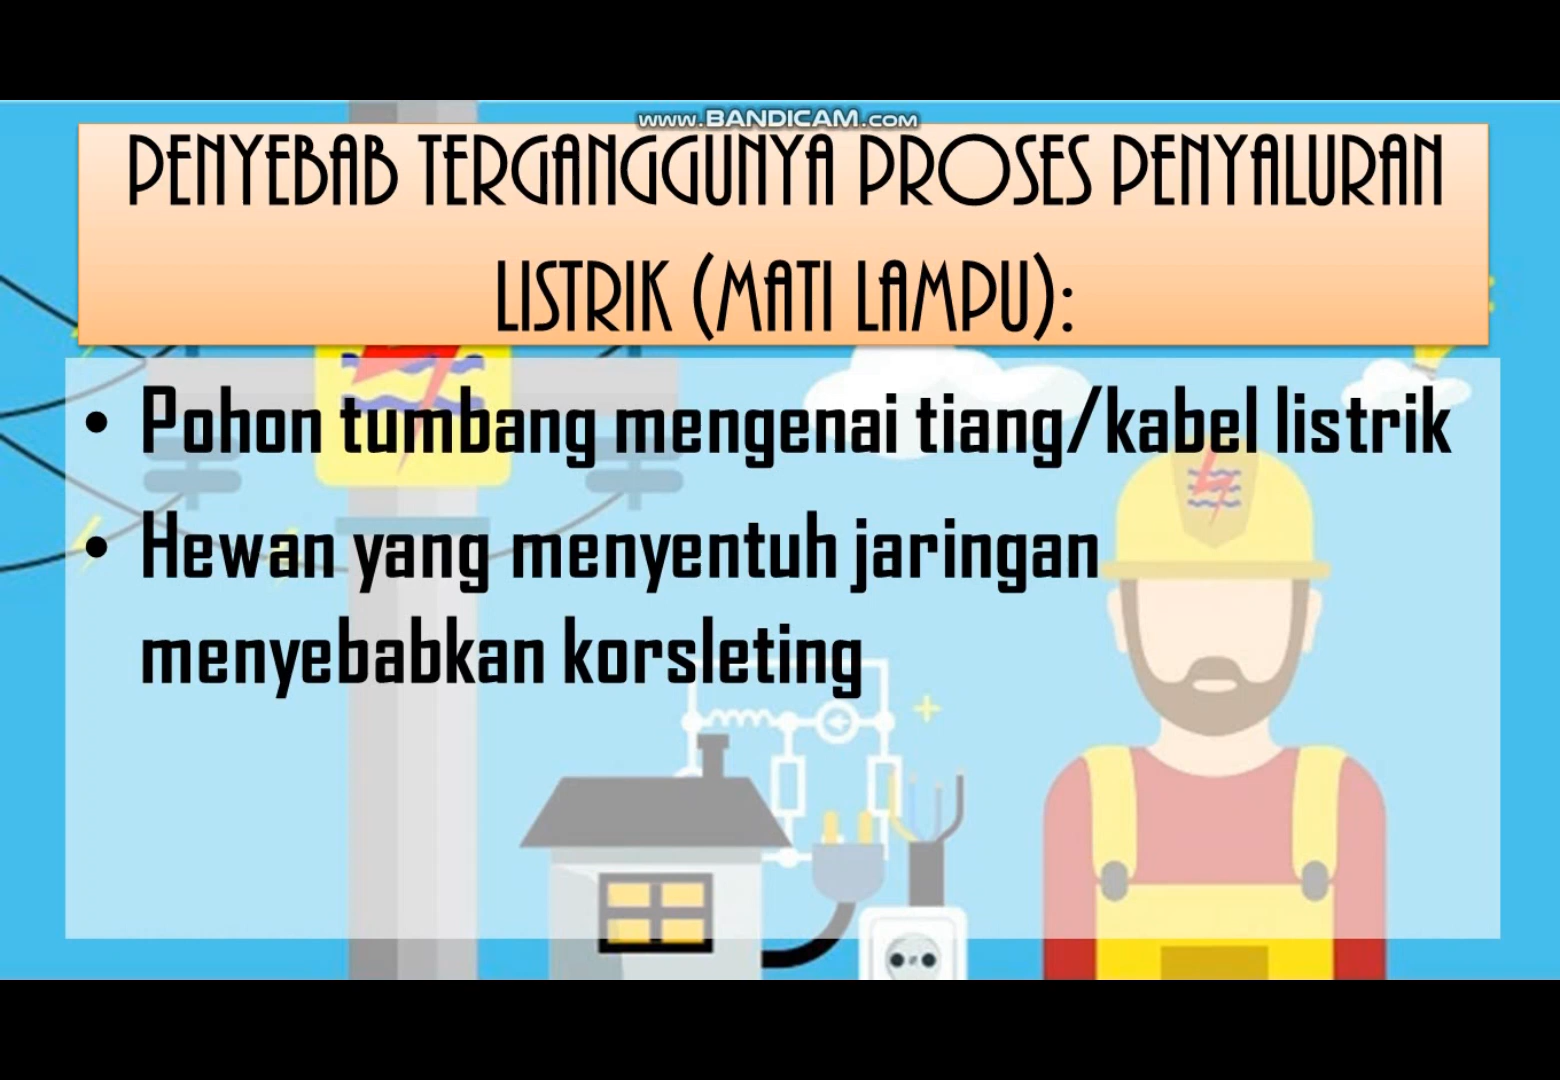 www.BANDICAM.com
PENYEBAB TERGANGGUNYA PROSES PENYALURAN
LISTRIK (MATI LAMPU):
• Pohon tumbang mengenai tiang/kabel listrik
• Hewan yang menyentuh jaringan
menyebabkan korsleting